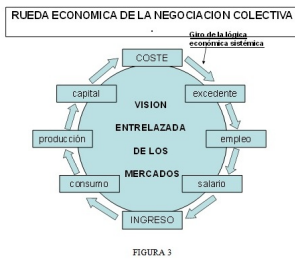 RUEDA ECONOMICA DE LA NEGOCIACION COLECTIVA
.
Giro de la lógica
económica sistémica
COSTE
capital
excedente
VISION
ENTRELAZADA
DE LOS
MERCADOS
producción
empleo
consumo
salario
INGRESO
FIGURA 3